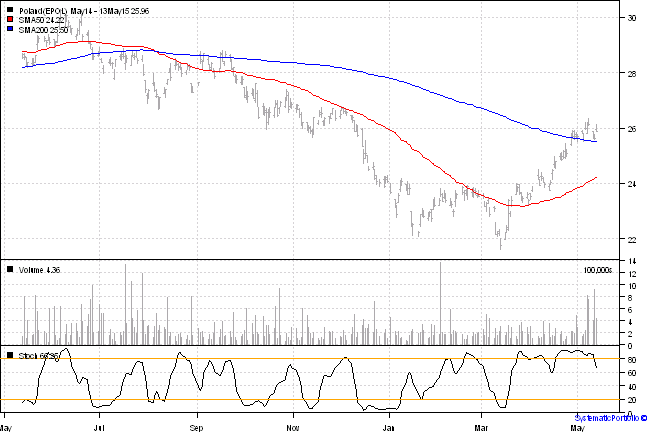 Poland(EPOL) May14 - 13May15 25.96
SMA50 24.22
SMA200 25.50
30
28
26
24
22
14
Volume 4.36
100,000s
12
10
8
6
4
2
0
Stoch
80
60
40
20
0
May
Jul
Sep
Nov
Jan
Mar
May
SystematicPortfolio ©